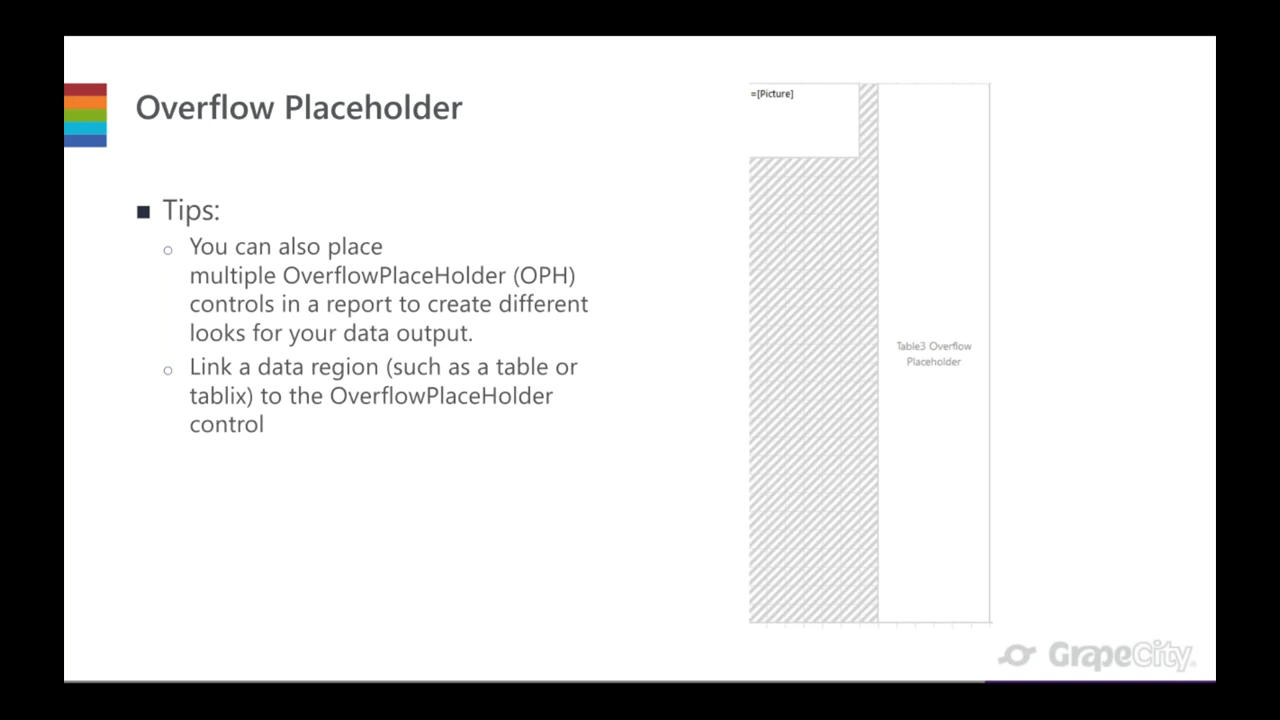 Overflow Placeholder
Tips:
You can also place
multiple OverflowPlaceHolder (OPH)
controls in a report to create different
looks for your data output.
Link a data region (such as a table or
tablix) to the OverflowPlaceHolder
control
=[Picture]
Table3 Overflow
Placeholder
GrapeCity